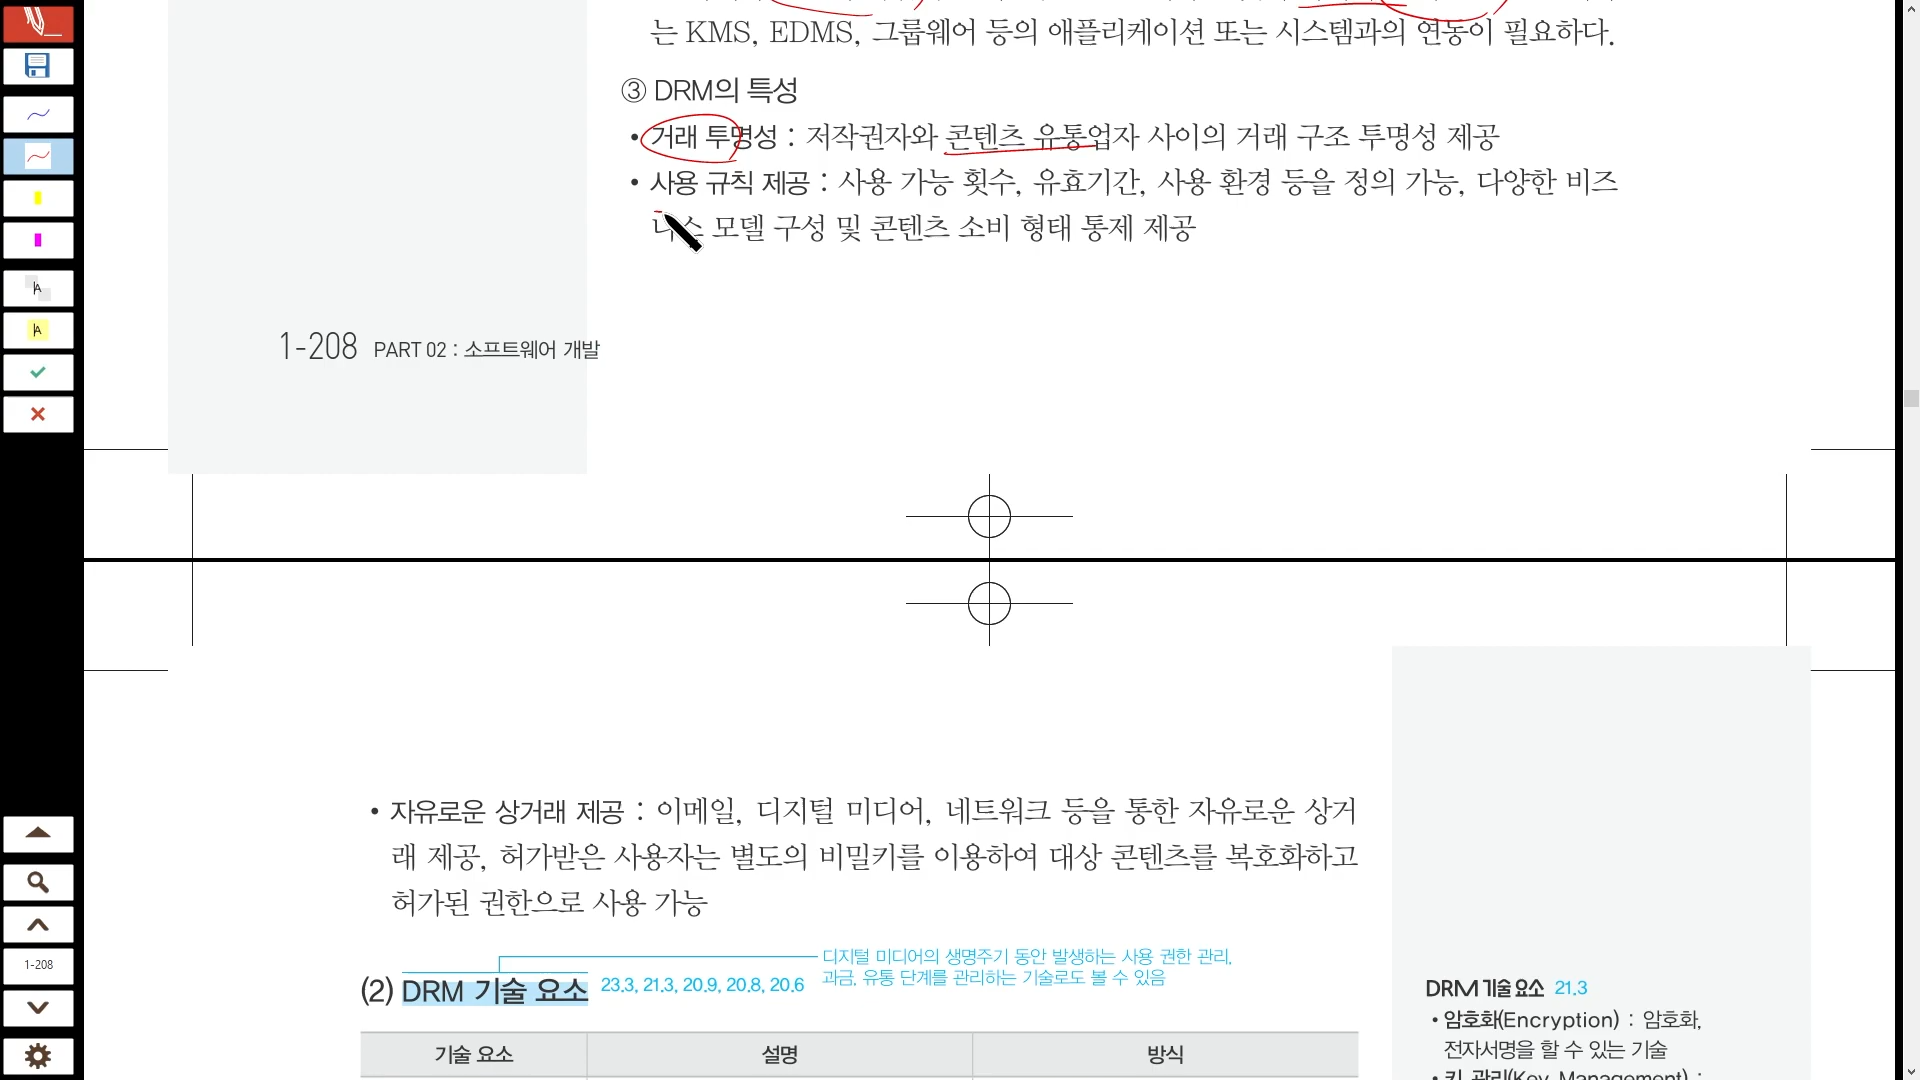 는 KMS, EDMS, 그룹웨어 등의 애플리케이션 또는 시스템과의 연동이 필요하다.
③ DRM의 특성
• 거래 투명성 : 저작권자와 콘텐츠 유통업자 사이의 거래 구조 투명성 제공
• 사용 규칙 제공 : 사용 가능 횟수, 유효기간, 사용 환경 등을 정의 가능, 다양한 비즈
니스 모델 구성 및 콘텐츠 소비 형태 통제 제공
1-208 PART 02 : 소프트웨어 개발
• 자유로운 상거래 제공 : 이메일, 디지털 미디어, 네트워크 등을 통한 자유로운 상거
래 제공, 허가받은 사용자는 별도의 비밀키를 이용하여 대상 콘텐츠를 복호화하고
허가된 권한으로 사용 가능
디지털 미디어의 생명주기 동안 발생하는 사용 권한 관리,
과금, 유통 단계를 관리하는 기술로도 볼 수 있음
(2) DRM 기술 요소 23.3, 21.3, 20.9, 20.8, 20.6
기술 요소 설명 방식
DRM 기술 요소 21.3
• 암호화(Encryption) : 암호화,
전자서명을 할 수 있는 기술
• 키 관리(Key Management) :
A
A
1-208